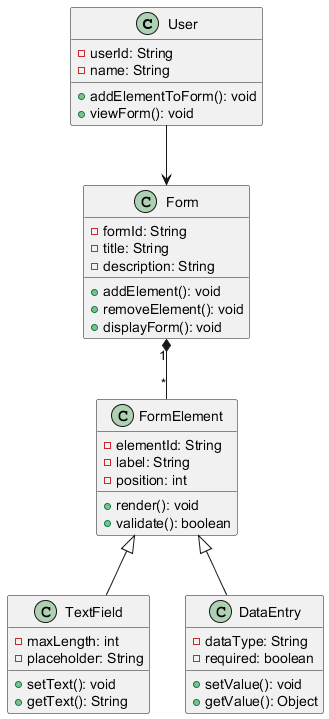 C User
userId: String
name: String
addElementToForm(): void
viewForm(): void
C Form
formId: String
title: String
description: String
addElement(): void
removeElement(): void
displayForm(): void
1
*
C FormElement
elementId: String
label: String
position: int
render(): void
validate(): boolean
C TextField
maxLength: int
placeholder: String
setText(): void
getText(): String
C DataEntry
dataType: String
required: boolean
setValue(): void
getValue(): Object